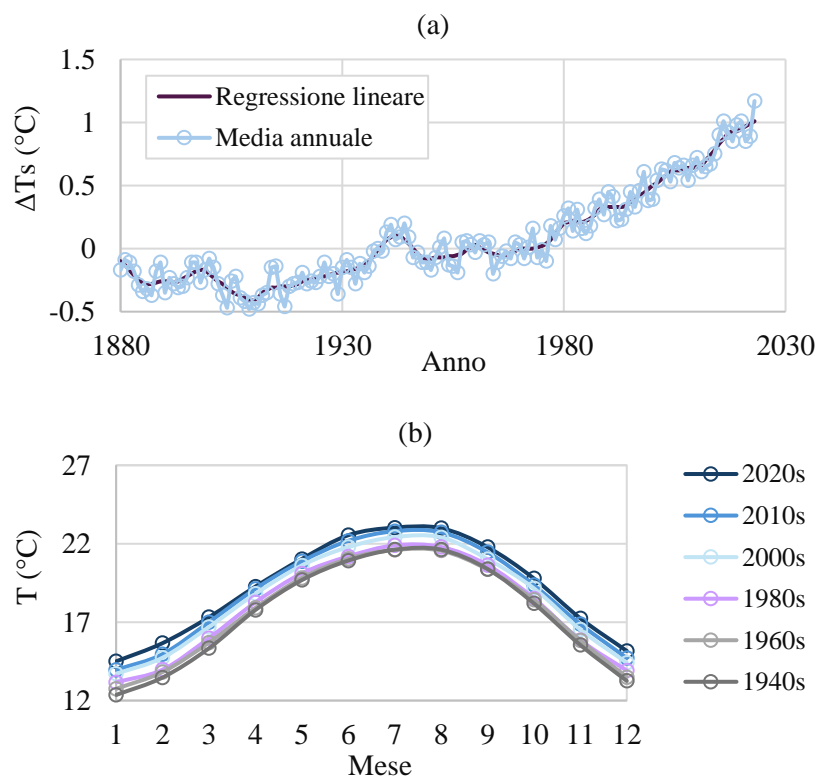 (a)
1.5
1
0.5
0
-0.5
ΔTs (°C)
Regressione lineare
Media annuale
1880
1930
1980
2030
Anno
(b)
27
22
17
12
T (°C)
1 2 3 4 5 6 7 8 9 10 11 12
Mese
2020s
2010s
2000s
1980s
1960s
1940s